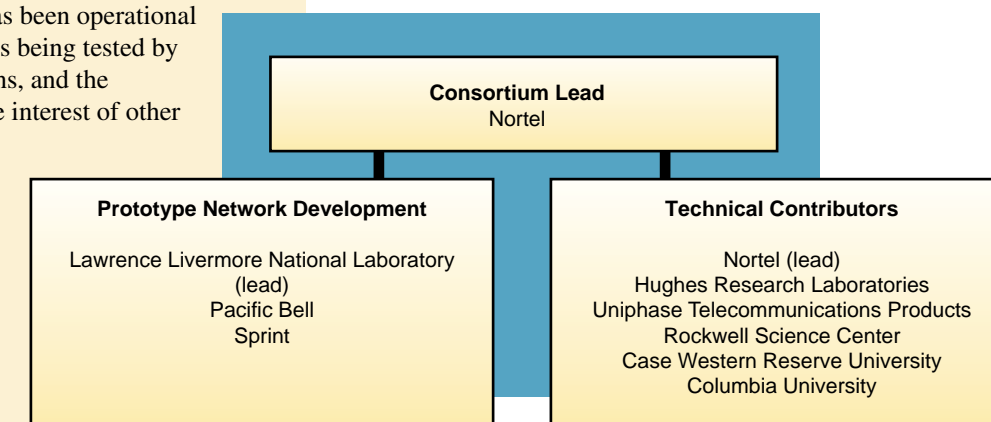 as been operational
s being tested by
ns, and the
e interest of other
Consortium Lead
Nortel
Prototype Network Development
Lawrence Livermore National Laboratory
(lead)
Pacific Bell
Sprint
Technical Contributors
Nortel (lead)
Hughes Research Laboratories
Uniphase Telecommunications Products
Rockwell Science Center
Case Western Reserve University
Columbia University